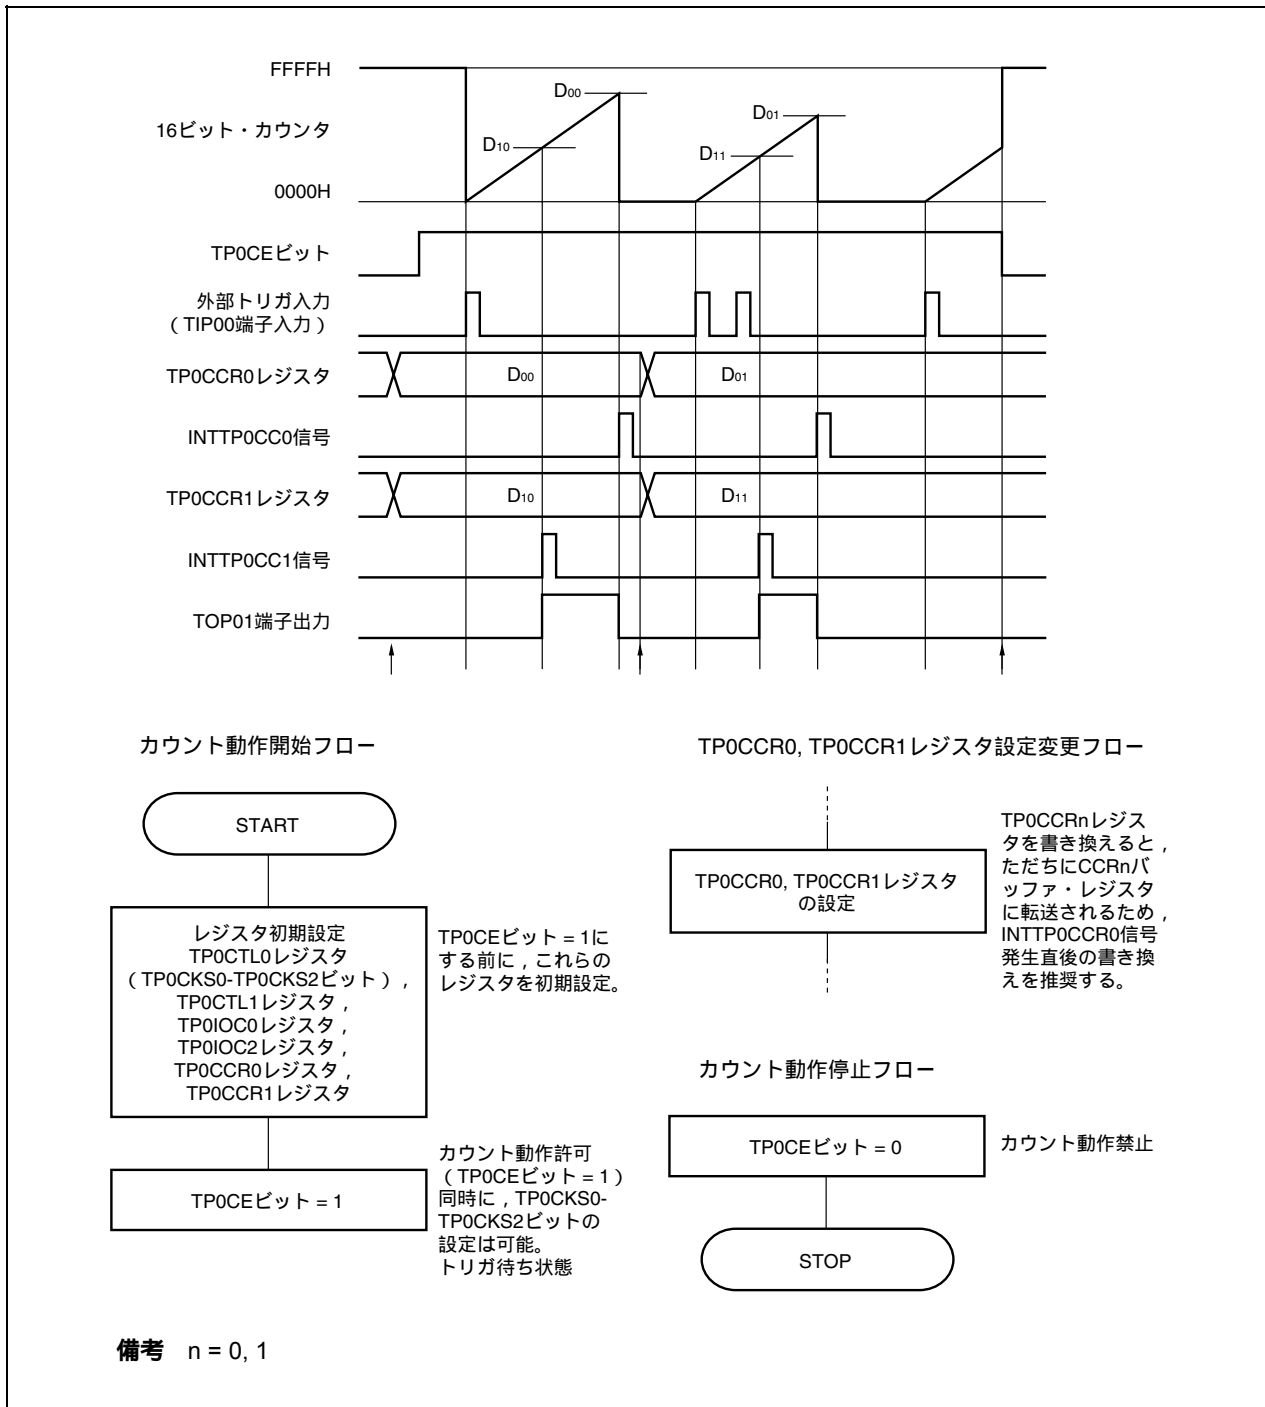 FFFFH
D00
D01
16ビット・カウンタ
D10
D11
0000H
TP0CEビット
外部トリガ入力
（TIP00端子入力）
TP0CCR0レジスタ
D00
D01
INTTP0CC0信号
TP0CCR1レジスタ
D10
D11
INTTP0CC1信号
TOP01端子出力
カウント動作開始フロー
START
レジスタ初期設定
TP0CTL0レジスタ
（TP0CKS0-TP0CKS2ビット），
TP0CTL1レジスタ，
TP0IOC0レジスタ，
TP0IOC2レジスタ，
TP0CCR0レジスタ，
TP0CCR1レジスタ
TP0CEビット = 1に
する前に，これらの
レジスタを初期設定。
TP0CEビット = 1
カウント動作許可
（TP0CEビット = 1）
同時に，TP0CKS0-
TP0CKS2ビットの
設定は可能。
トリガ待ち状態
TP0CCR0, TP0CCR1レジスタ設定変更フロー
TP0CCR0, TP0CCR1レジスタ
の設定
TP0CCRnレジス
タを書き換えると，
ただちにCCRnバ
ッファ・レジスタ
に転送されるため，
INTTP0CCR0信号
発生直後の書き換
えを推奨する。
カウント動作停止フロー
TP0CEビット = 0
カウント動作禁止
STOP
備考 n = 0, 1